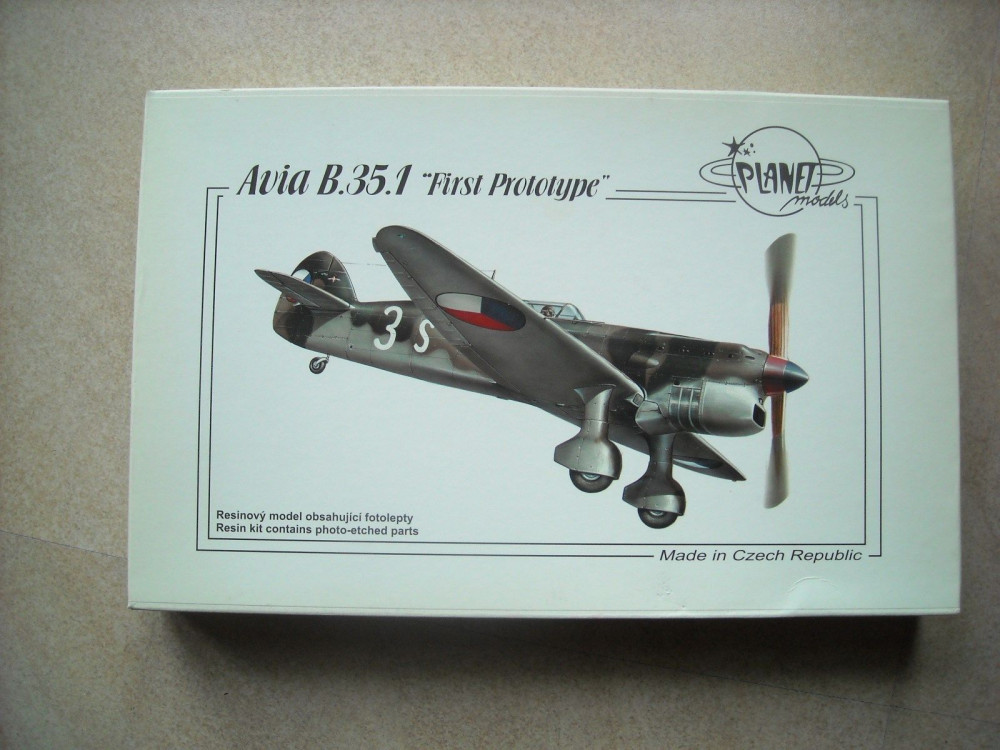 Avia B.35.1 "First Prototype"
PLANET
models
3 S
Resinový model obsahující fotolepty
Resin kit contains photo-etched parts
Made in Czech Republic